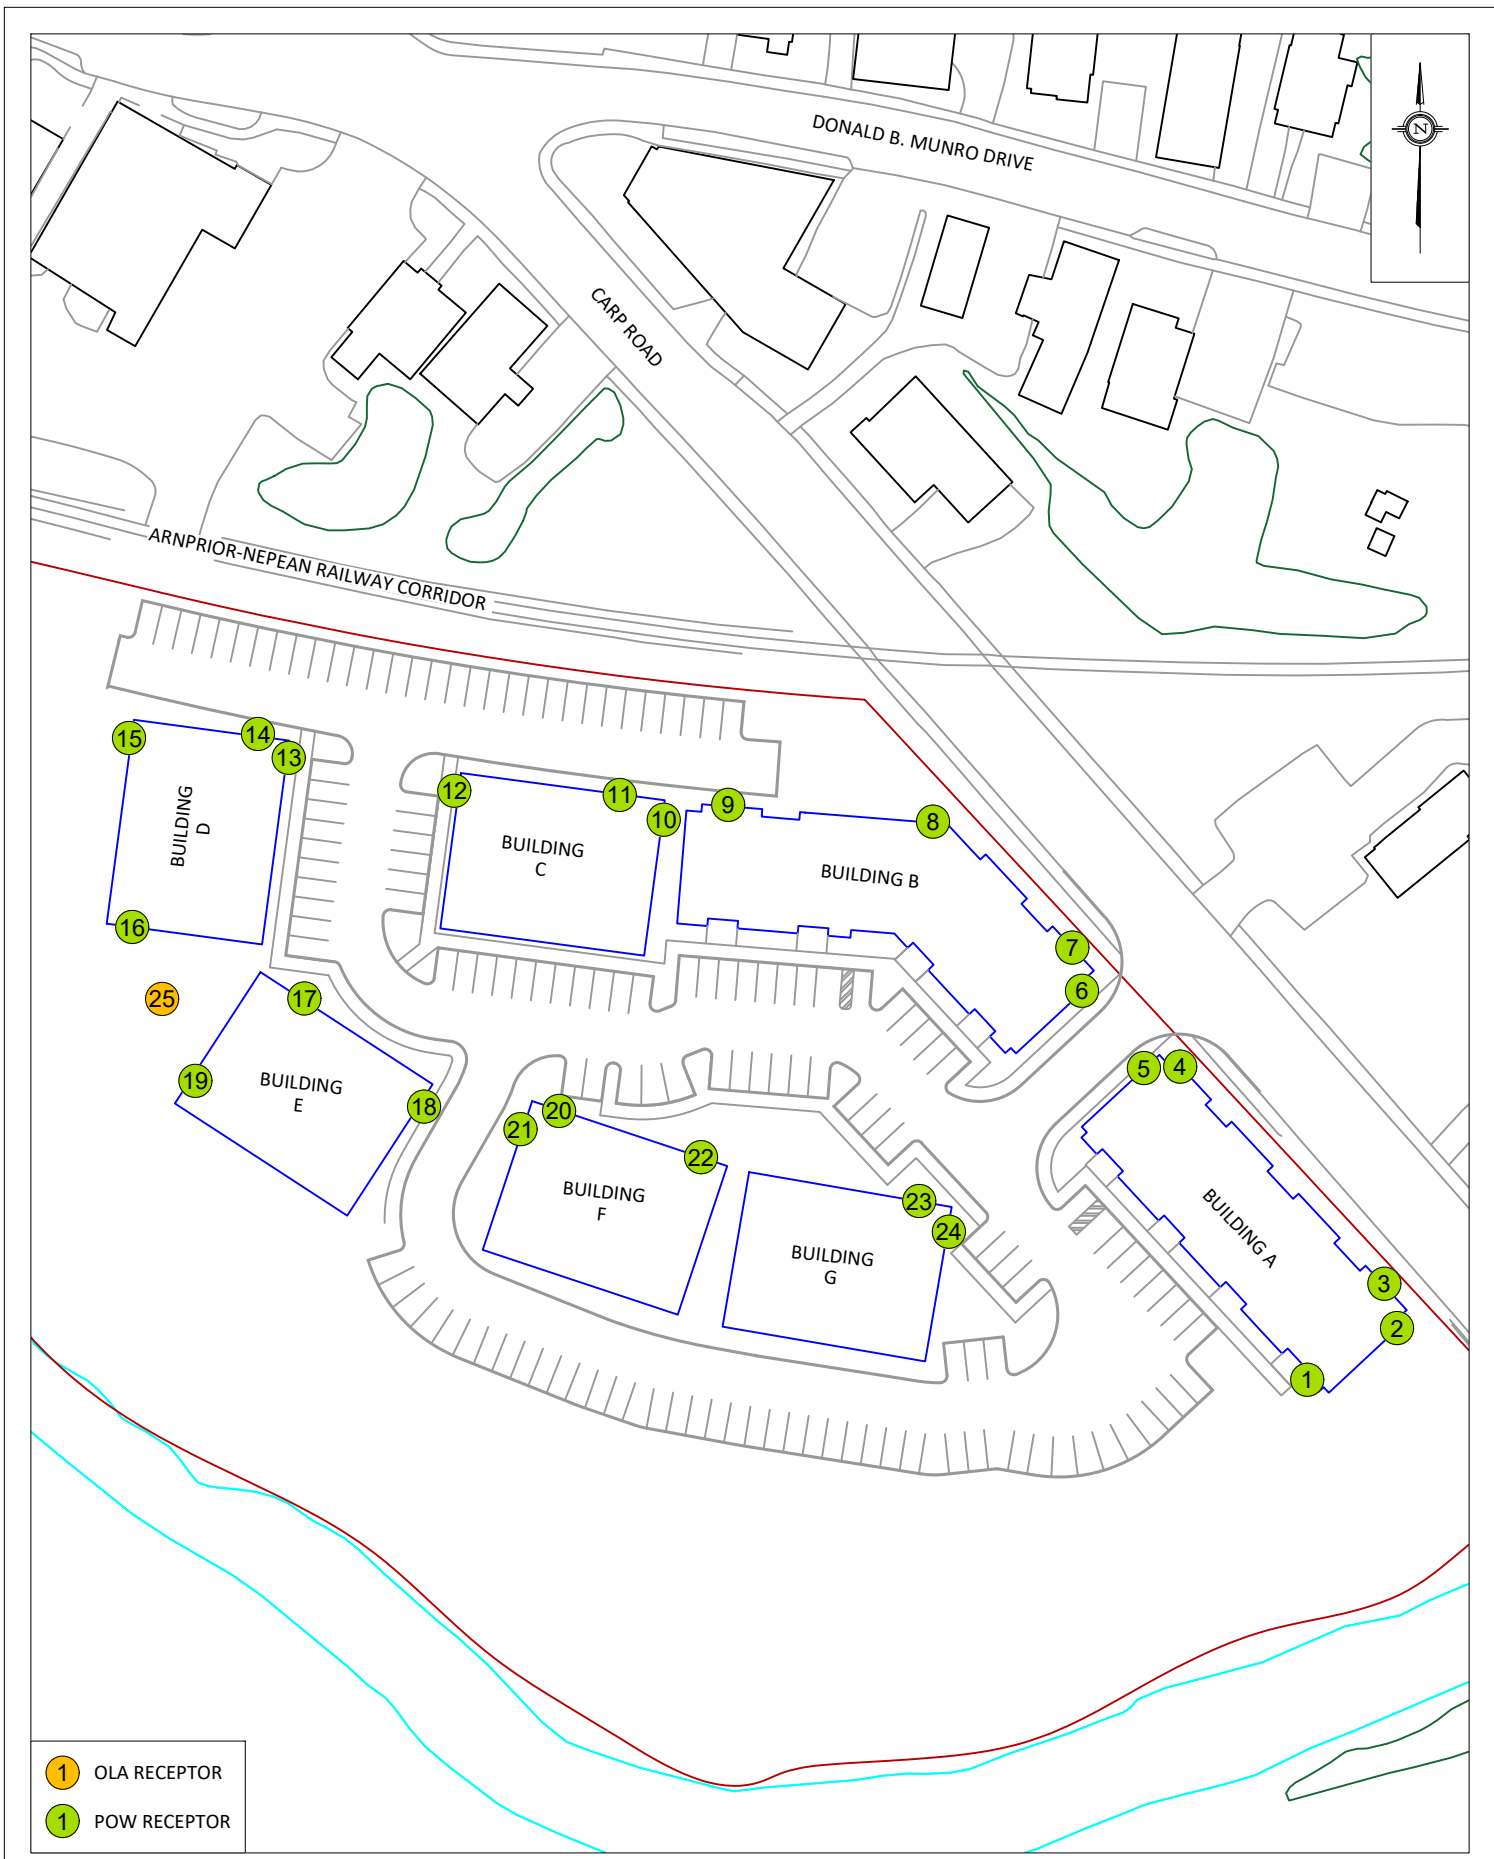 DONALD B. MUNRO DRIVE
N
CARP ROAD
ARNPRIOR-NEPEAN RAILWAY CORRIDOR
15
14
13
12
11
10
9
8
BUILDING
D
BUILDING
C
BUILDING B
16
7
6
25
17
5
4
19
BUILDING
E
18
20
21
22
BUILDING
F
23
24
BUILDING A
BUILDING
G
3
2
1
1 OLA RECEPTOR
1 POW RECEPTOR